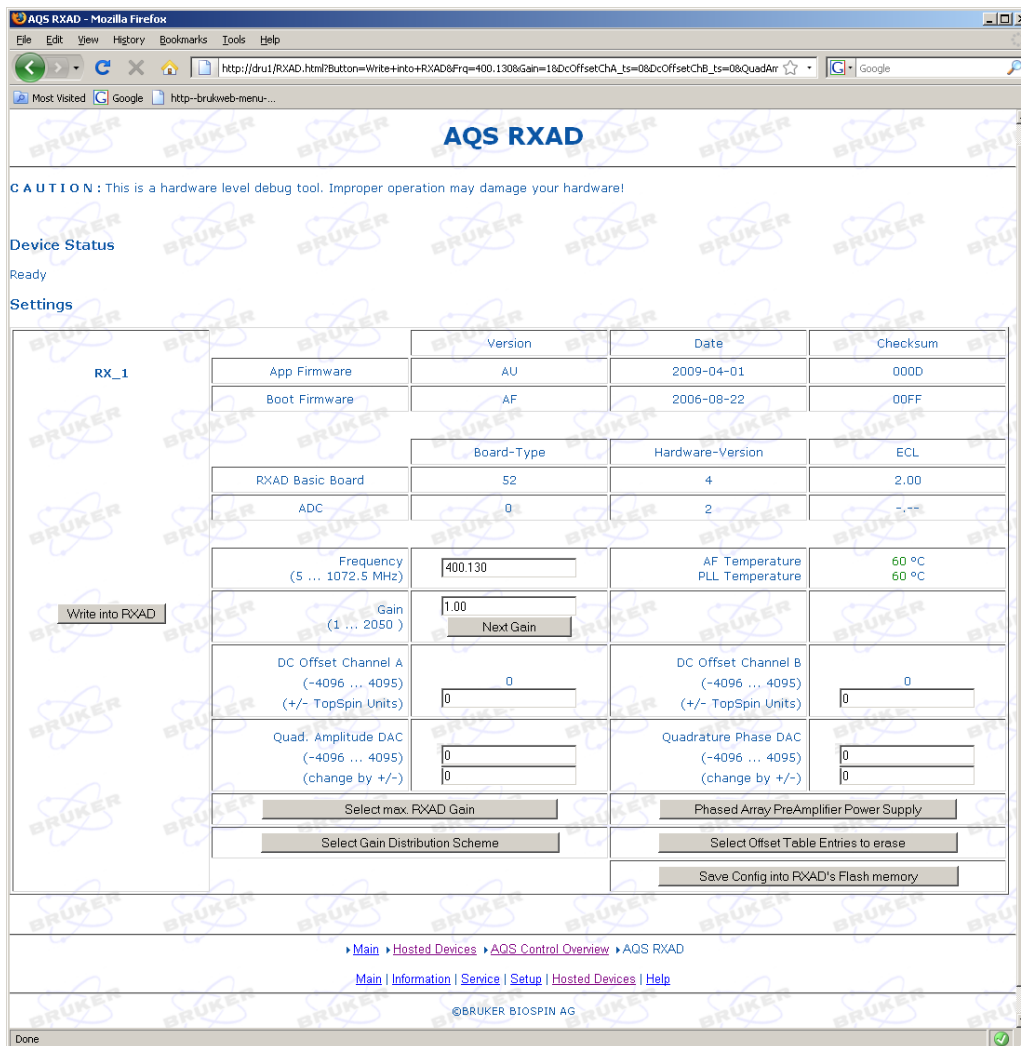 AQS RXAD - Mozilla Firefox
File Edit View History Bookmarks Tools Help
http://dru1/RXAD.html?Button=Write+into+RXAD&Frq=400.130&Gain=1&DcOffsetChA_ts=0&DcOffsetChB_ts=0&QuadAm G Google
Most Visited Google http--brukweb-menu-...
AQS RXAD
CAUTION: This is a hardware level debug tool. Improper operation may damage your hardware!
Device Status
Ready
Settings
Version Date Checksum
RX_1 App Firmware AU 2009-04-01 000D
Boot Firmware AF 2006-08-22 00FF
Board-Type Hardware-Version ECL
RXAD Basic Board 52 4 2.00
ADC 0 2 -.--
Frequency 400.130 AF Temperature 60 °C
(5 ... 1072.5 MHz) PLL Temperature 60 °C
Write into RXAD
Gain 1.00
(1 ... 2050 ) Next Gain
DC Offset Channel A DC Offset Channel B
(-4096 ... 4095) 0 (-4096 ... 4095) 0
(+/- TopSpin Units) 0 (+/- TopSpin Units) 0
Quad. Amplitude DAC Quadrature Phase DAC
(-4096 ... 4095) 0 (-4096 ... 4095) 0
(change by +/-) 0 (change by +/-) 0
Select max. RXAD Gain Phased Array PreAmplifier Power Supply
Select Gain Distribution Scheme Select Offset Table Entries to erase
Save Config into RXAD's Flash memory
Main Hosted Devices AQS Control Overview AQS RXAD
Main | Information | Service | Setup | Hosted Devices | Help
©BRUKER BIOSPIN AG
Done
BRUKER